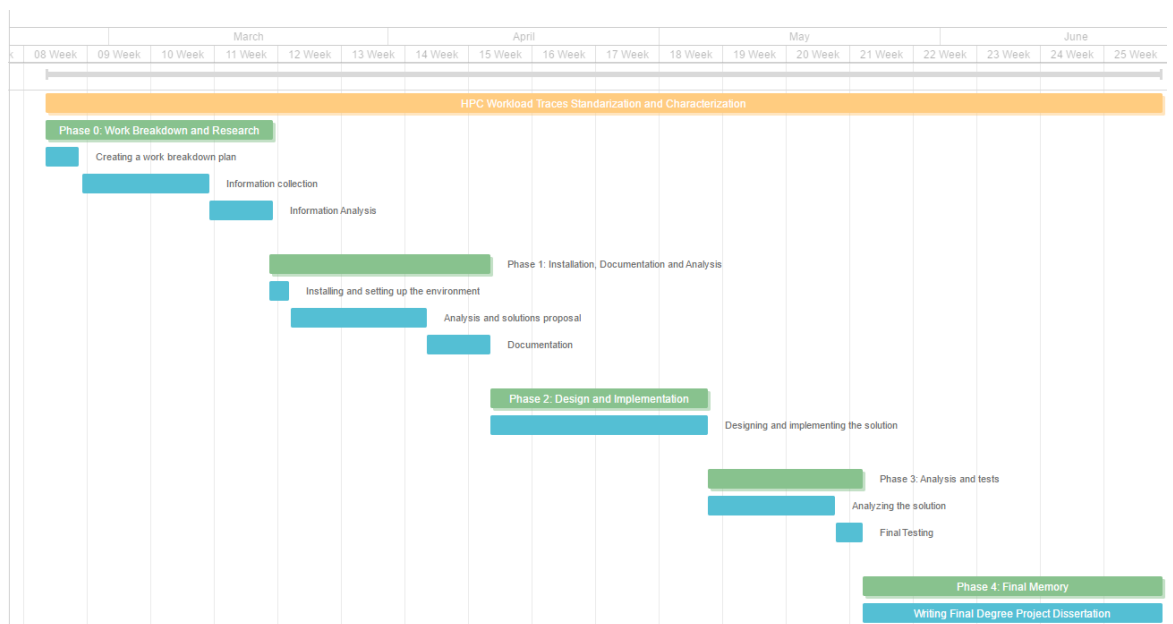 March April May June
08 Week 09 Week 10 Week 11 Week 12 Week 13 Week 14 Week 15 Week 16 Week 17 Week 18 Week 19 Week 20 Week 21 Week 22 Week 23 Week 24 Week 25 Week
HPC Workload Traces Standarization and Characterization
Phase 0: Work Breakdown and Research
Creating a work breakdown plan
Information collection
Information Analysis
Phase 1: Installation, Documentation and Analysis
Installing and setting up the environment
Analysis and solutions proposal
Documentation
Phase 2: Design and Implementation
Designing and implementing the solution
Phase 3: Analysis and tests
Analyzing the solution
Final Testing
Phase 4: Final Memory
Writing Final Degree Project Dissertation